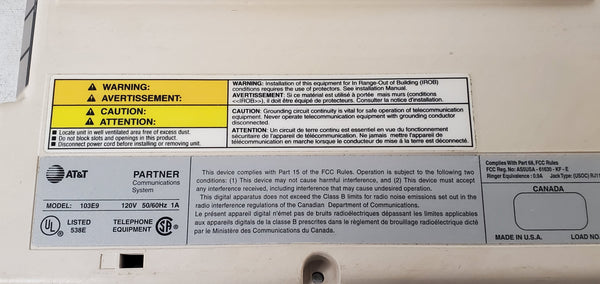 WARNING:
AVERTISSEMENT:
CAUTION:
ATTENTION:
■ Locate unit in well ventilated area free of excess dust.
■ Do not block slots and openings in this product.
■ Disconnect power cord before installing or removing unit.
WARNING: Installation of this equipment for In Range-Out of Building (IROB)
conditions requires the use of protectors. See installation Manual.
AVERTISSEMENT: Si ce matériel est utilisé à portée mais murs (conditions
<<IROB>>), il doit être équipé de protecteurs. Consulter la notice d'installation.
CAUTION: Grounding circuit continuity is vital for safe operation of telecommunication
equipment. Never operate telecommunication equipment with grounding conductor
disconnected.
ATTENTION: Un circuit de terre continu est essentiel en vue du fonctionnement
sécuritaire de l'appareil de télécommunication. Ne jamais mettre l'appareil de
télécommunication en marche lorsque le conducteur de mise à la terre est déconnecté.
AT&T
PARTNER
Communications
System
MODEL: 103E9 120V 50/60Hz 1A
UL LISTED
538E
TELEPHONE
EQUIPMENT
This device complies with Part 15 of the FCC Rules. Operation is subject to the following two
conditions: (1) This device may not cause harmful interference, and (2) This device must accept
any interference received, including interference that may cause undesired operation.
This digital apparatus does not exceed the Class B limits for radio noise emissions set out in the
radio interference regulations of the Canadian Department of Communications.
Le présent appareil digital n'émet pas de bruits radioélectriques dépassant les limites applicables
aux appareils digitals de la classe B prescrites dans le règlement de brouillage radioélectrique dicté
par le Ministère des Communications du Canada.
Complies With Part 68, FCC Rules
FCC Reg. No:
Ringer Equivalence : 0.9A Jack Type: (USOC)
CANADA
MADE IN U.S.A.
LOAD NO.